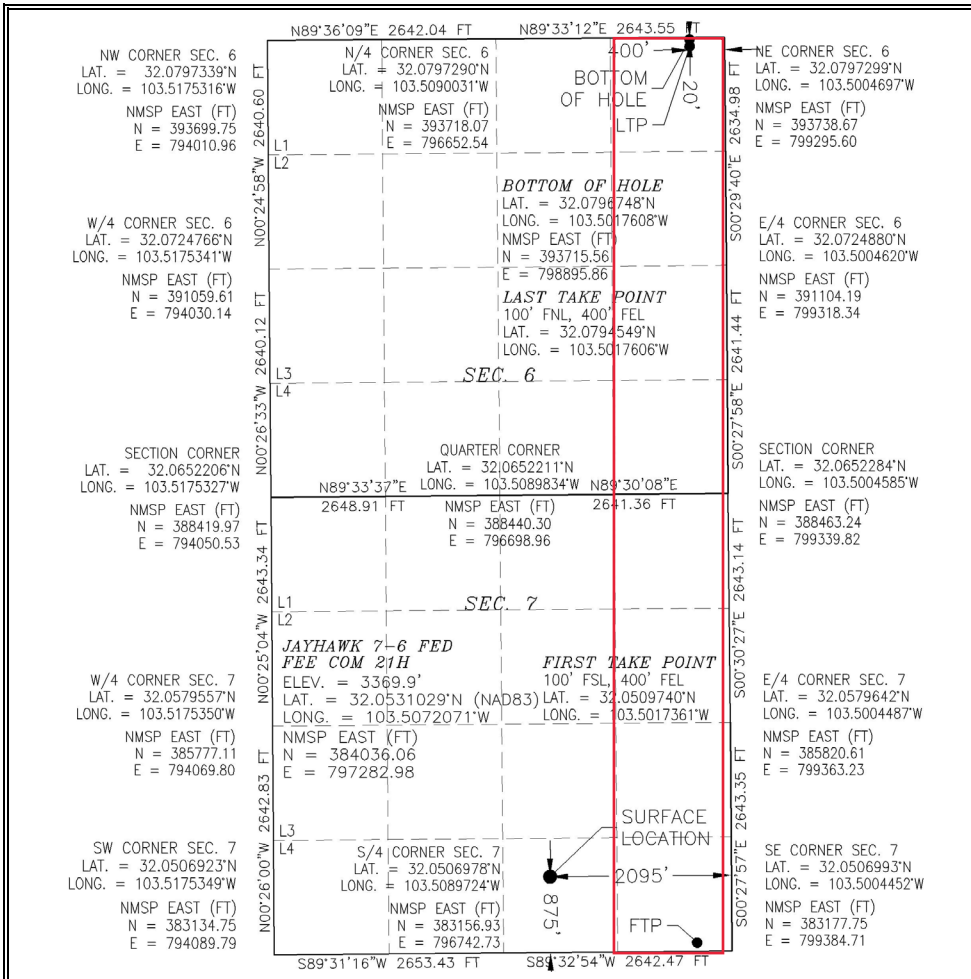 N89°36'09"E 2642.04 FT
N89°33'12"E 2643.55 FT
NW CORNER SEC. 6
LAT. = 32.0797339°N
LONG. = 103.5175316°W
NMSP EAST (FT)
N = 393699.75
E = 794010.96
N/4 CORNER SEC. 6
LAT. = 32.0797290°N
LONG. = 103.5090031°W
NMSP EAST (FT)
N = 393718.07
E = 796652.54
400'
BOTTOM
OF HOLE
LTP
20'
NE CORNER SEC. 6
LAT. = 32.0797299°N
LONG. = 103.5004697°W
NMSP EAST (FT)
N = 393738.67
E = 799295.60
N00°24'58"W 2640.60 FT
S00°29'40"E 2634.98 FT
L1
L2
BOTTOM OF HOLE
LAT. = 32.0796748°N
LONG. = 103.5017608°W
NMSP EAST (FT)
N = 393715.56
E = 798895.86
W/4 CORNER SEC. 6
LAT. = 32.0724766°N
LONG. = 103.5175341°W
NMSP EAST (FT)
N = 391059.61
E = 794030.14
E/4 CORNER SEC. 6
LAT. = 32.0724880°N
LONG. = 103.5004620°W
NMSP EAST (FT)
N = 391104.19
E = 799318.34
LAST TAKE POINT
100' FNL, 400' FEL
LAT. = 32.0794549°N
LONG. = 103.5017606°W
N00°26'33"W 2640.12 FT
S00°27'58"E 2641.44 FT
L3
L4
SEC. 6
SECTION CORNER
LAT. = 32.0652206°N
LONG. = 103.5175327°W
NMSP EAST (FT)
N = 388419.97
E = 794050.53
QUARTER CORNER
LAT. = 32.0652211°N
LONG. = 103.5089834°W
NMSP EAST (FT)
N = 388440.30
E = 796698.96
N89°33'37"E
2648.91 FT
N89°30'08"E
2641.36 FT
SECTION CORNER
LAT. = 32.0652284°N
LONG. = 103.5004585°W
NMSP EAST (FT)
N = 388463.24
E = 799339.82
N00°25'04"W 2643.34 FT
S00°30'27"E 2643.14 FT
L1
L2
SEC. 7
JAYHAWK 7-6 FED
FEE COM 21H
ELEV. = 3369.9'
LAT. = 32.0531029°N (NAD83)
LONG. = 103.5072071°W
NMSP EAST (FT)
N = 384036.06
E = 797282.98
FIRST TAKE POINT
100' FSL, 400' FEL
LAT. = 32.0509740°N
LONG. = 103.5017361°W
W/4 CORNER SEC. 7
LAT. = 32.0579557°N
LONG. = 103.5175350°W
NMSP EAST (FT)
N = 385777.11
E = 794069.80
E/4 CORNER SEC. 7
LAT. = 32.0579642°N
LONG. = 103.5004487°W
NMSP EAST (FT)
N = 385820.61
E = 799363.23
N00°26'00"W 2642.83 FT
S00°27'57"E 2643.35 FT
L3
L4
SURFACE
LOCATION
2095'
875'
FTP
SW CORNER SEC. 7
LAT. = 32.0506923°N
LONG. = 103.5175349°W
NMSP EAST (FT)
N = 383134.75
E = 794089.79
S/4 CORNER SEC. 7
LAT. = 32.0506978°N
LONG. = 103.5089724°W
NMSP EAST (FT)
N = 383156.93
E = 796742.73
SE CORNER SEC. 7
LAT. = 32.0506993°N
LONG. = 103.5004452°W
NMSP EAST (FT)
N = 383177.75
E = 799384.71
S89°31'16"W 2653.43 FT
S89°32'54"W 2642.47 FT